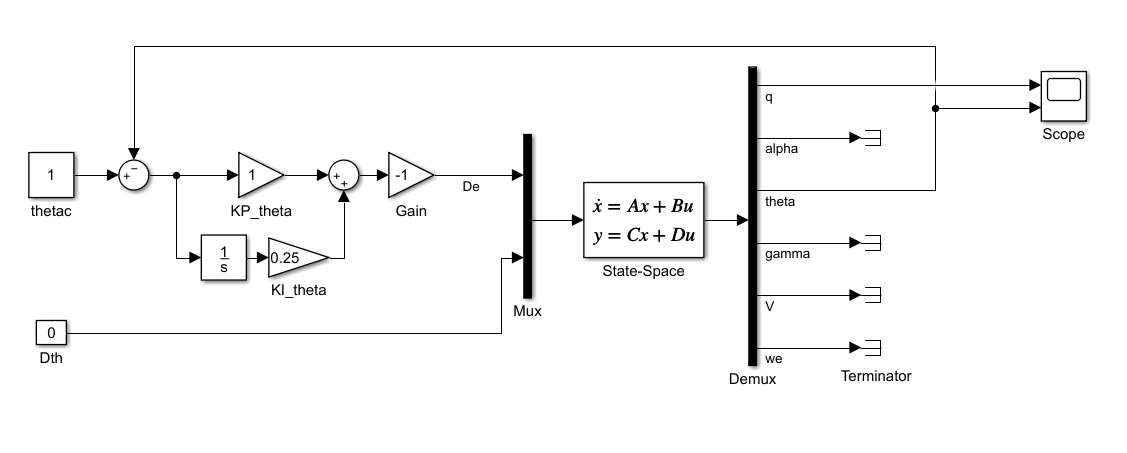 q
alpha
theta
gamma
V
we
Scope
1
thetac
−
+
1
KP_theta
+
+
-1
Gain
De
1
s
0.25
KI_theta
0
Dth
Mux
ẋ = Ax + Bu
y = Cx + Du
State-Space
Demux
Terminator